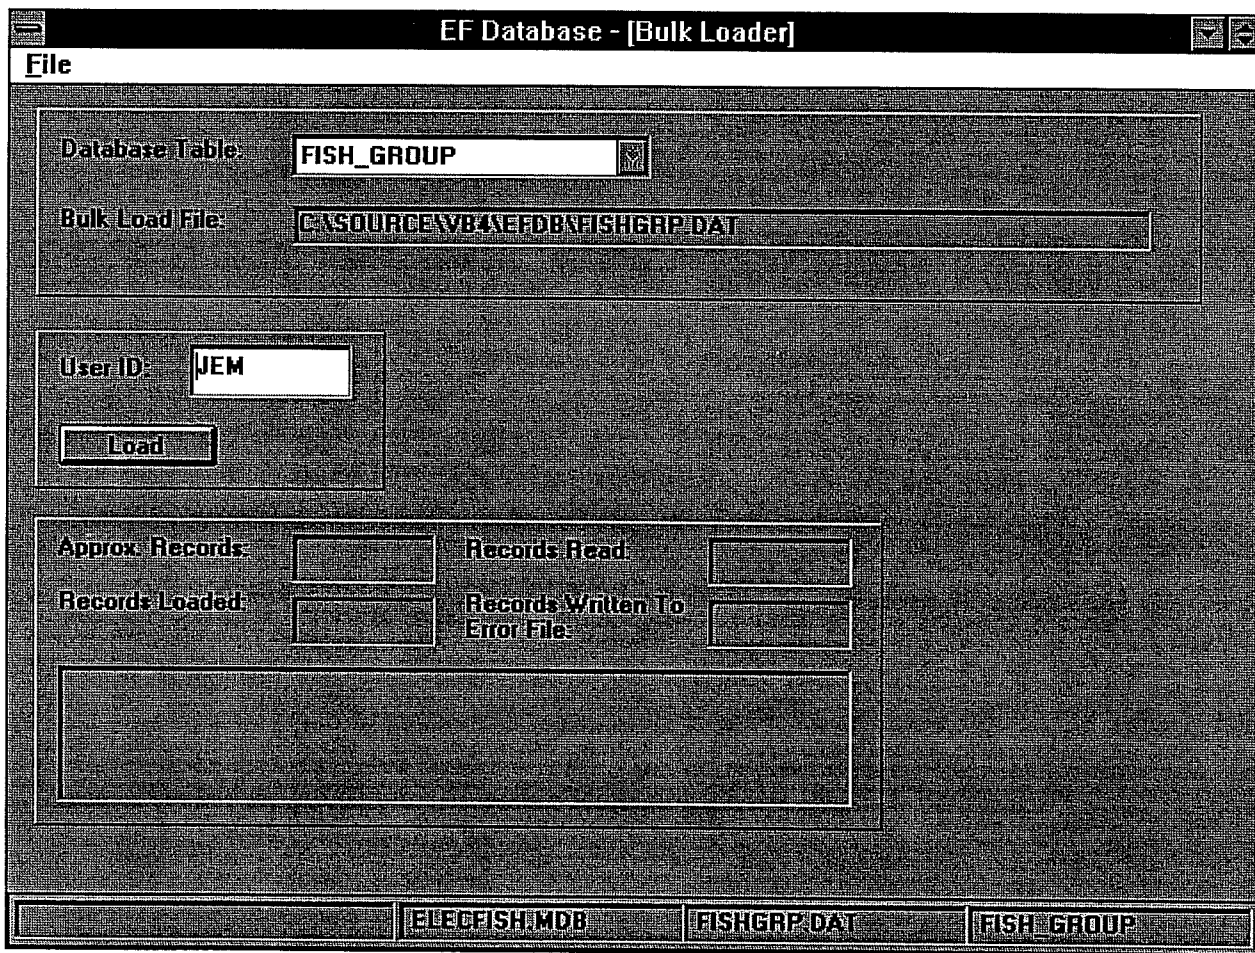 EF Database - [Bulk Loader]
File
Database Table: FISH_GROUP
Bulk Load File: C:\SOURCE\VB4\EFDB\FISHGRP.DAT
User ID: JEM
Load
Approx. Records: Records Read:
Records Loaded: Records Written To
Error File:
ELECFISH.MDB FISHGRP.DAT FISH_GROUP